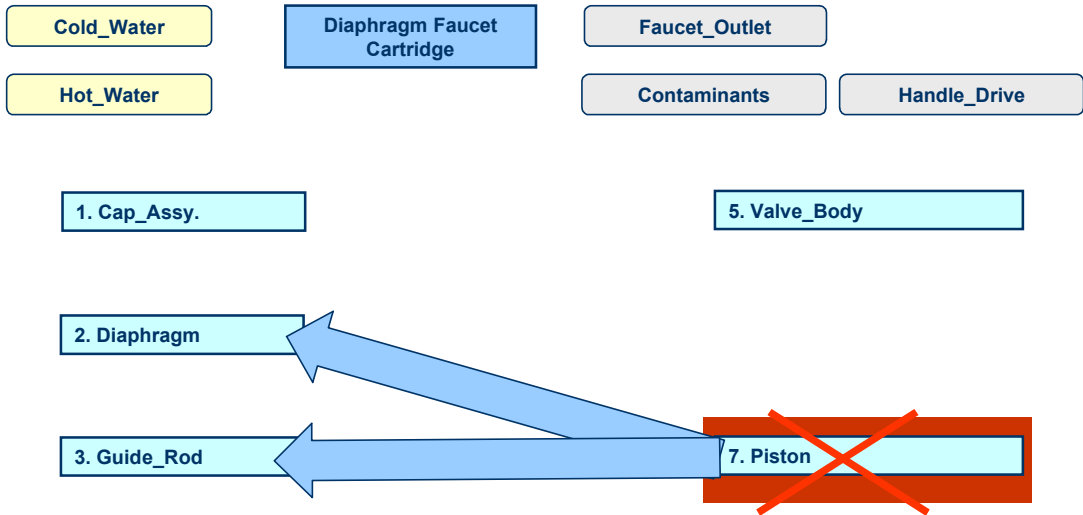 Cold_Water
Diaphragm Faucet
Cartridge
Faucet_Outlet
Hot_Water
Contaminants
Handle_Drive
1. Cap_Assy.
5. Valve_Body
2. Diaphragm
3. Guide_Rod
7. Piston